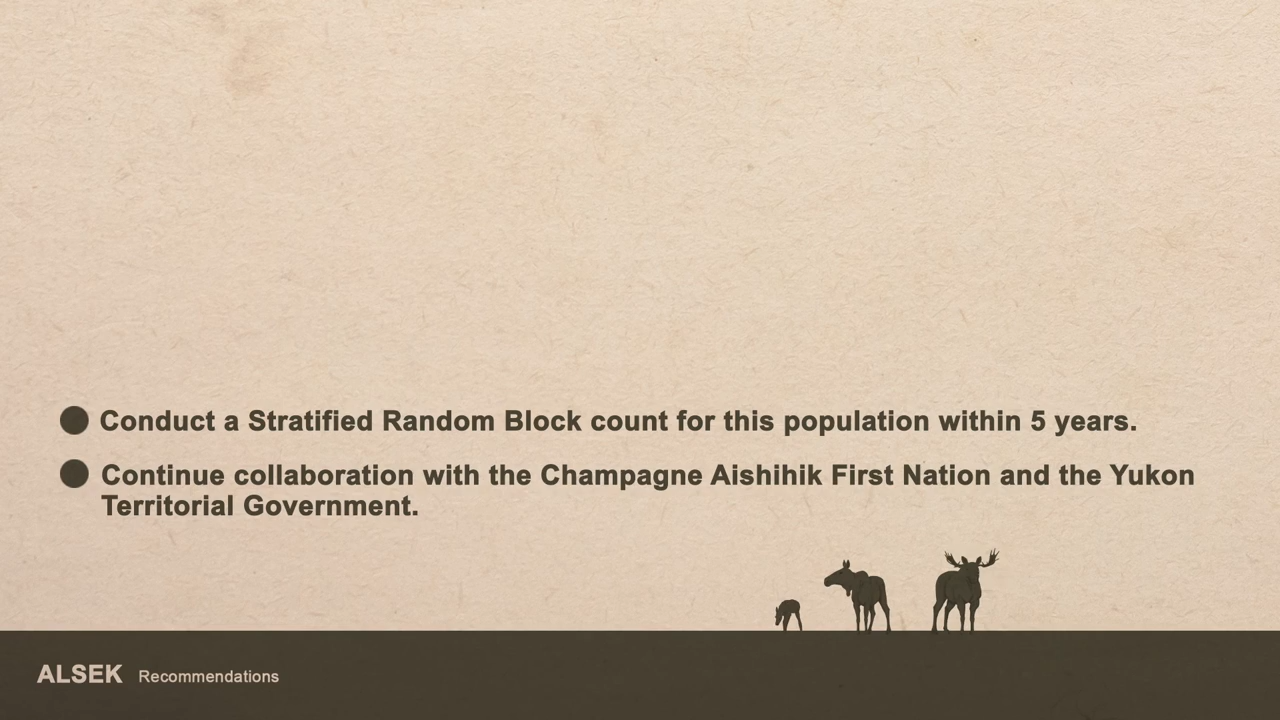 Conduct a Stratified Random Block count for this population within 5 years.
Continue collaboration with the Champagne Aishihik First Nation and the Yukon
Territorial Government.
ALSEK Recommendations